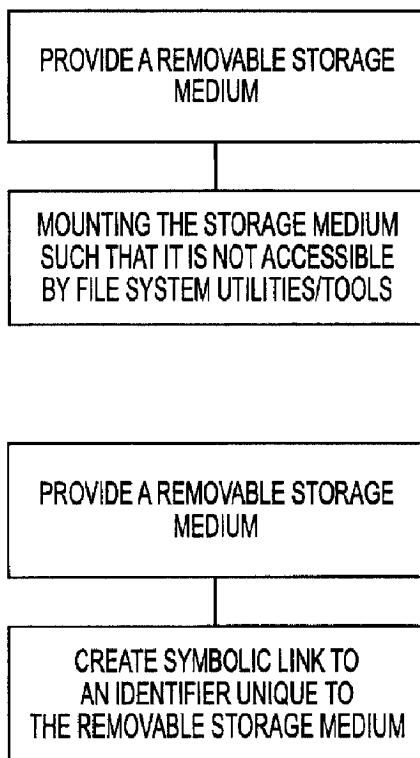 PROVIDE A REMOVABLE STORAGE
MEDIUM
MOUNTING THE STORAGE MEDIUM
SUCH THAT IT IS NOT ACCESSIBLE
BY FILE SYSTEM UTILITIES/TOOLS
PROVIDE A REMOVABLE STORAGE
MEDIUM
CREATE SYMBOLIC LINK TO
AN IDENTIFIER UNIQUE TO
THE REMOVABLE STORAGE MEDIUM